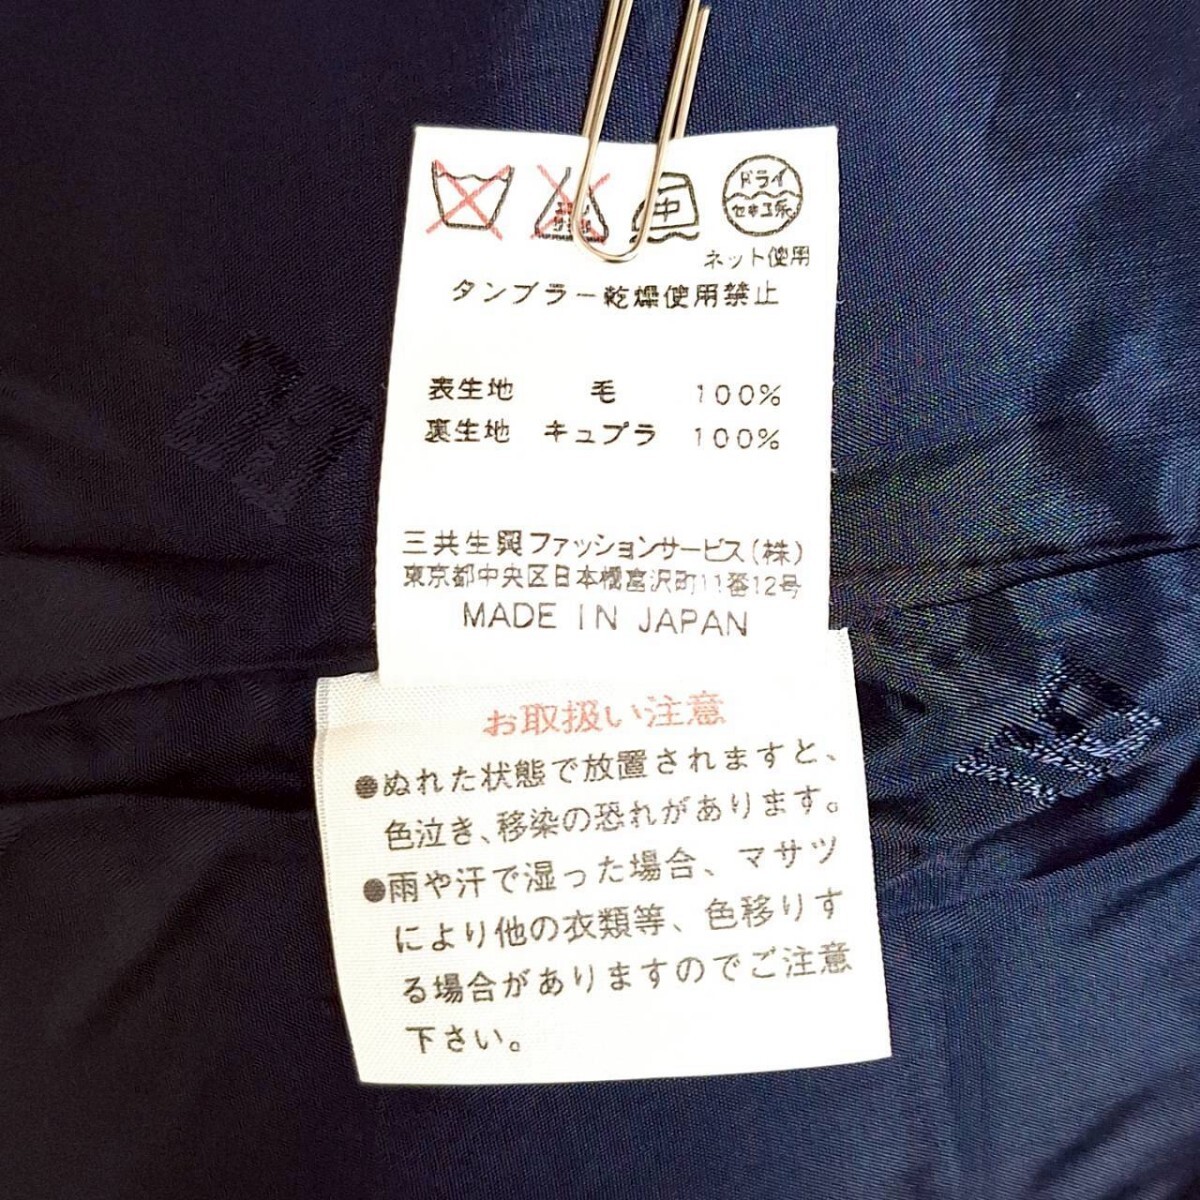 中
ドライ
セキユ系
ネット使用
タンブラー乾燥使用禁止
表生地 毛 100%
裏生地 キュプラ 100%
三共生興ファッションサービス(株)
東京都中央区日本橋富沢町11番12号
MADE IN JAPAN
お取扱い注意
●ぬれた状態で放置されますと、
色泣き、移染の恐れがあります。
●雨や汗で湿った場合、マサツ
により他の衣類等、色移りす
る場合がありますのでご注意
下さい。